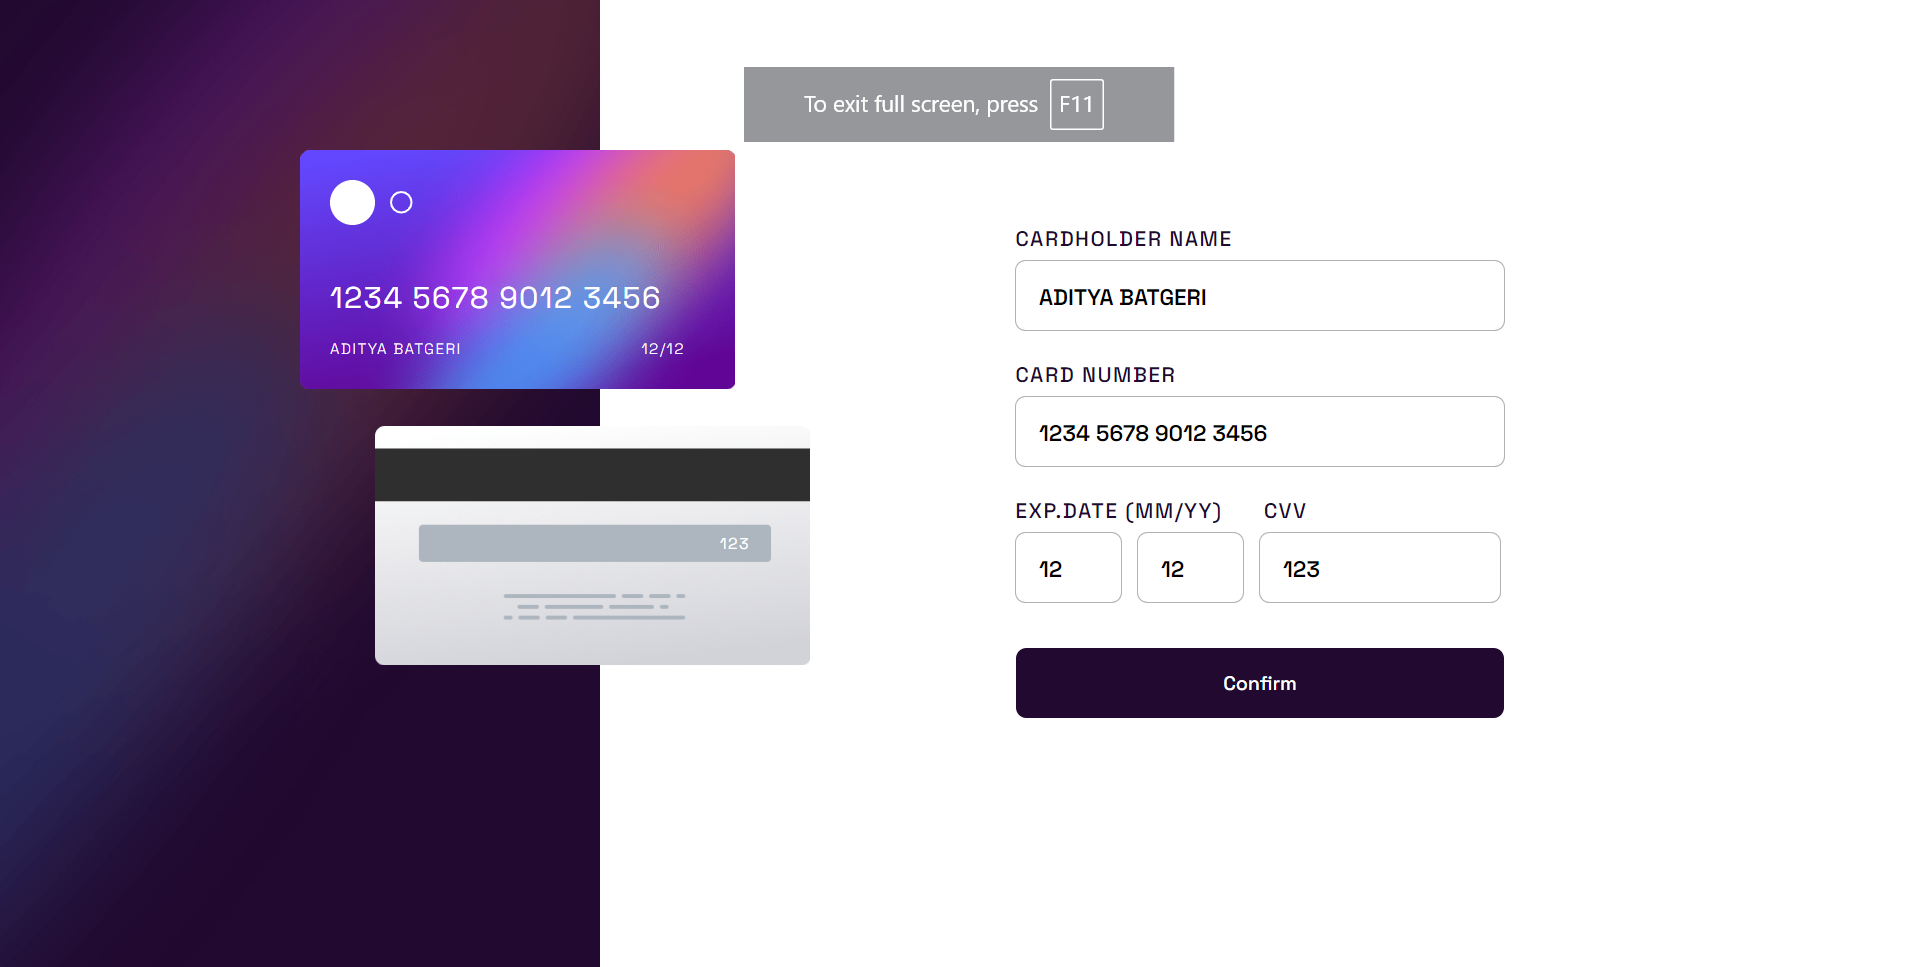 To exit full screen, press F11
1234 5678 9012 3456
ADITYA BATGERI 12/12
123
CARDHOLDER NAME
ADITYA BATGERI
CARD NUMBER
1234 5678 9012 3456
EXP.DATE (MM/YY) CVV
12 12 123
Confirm